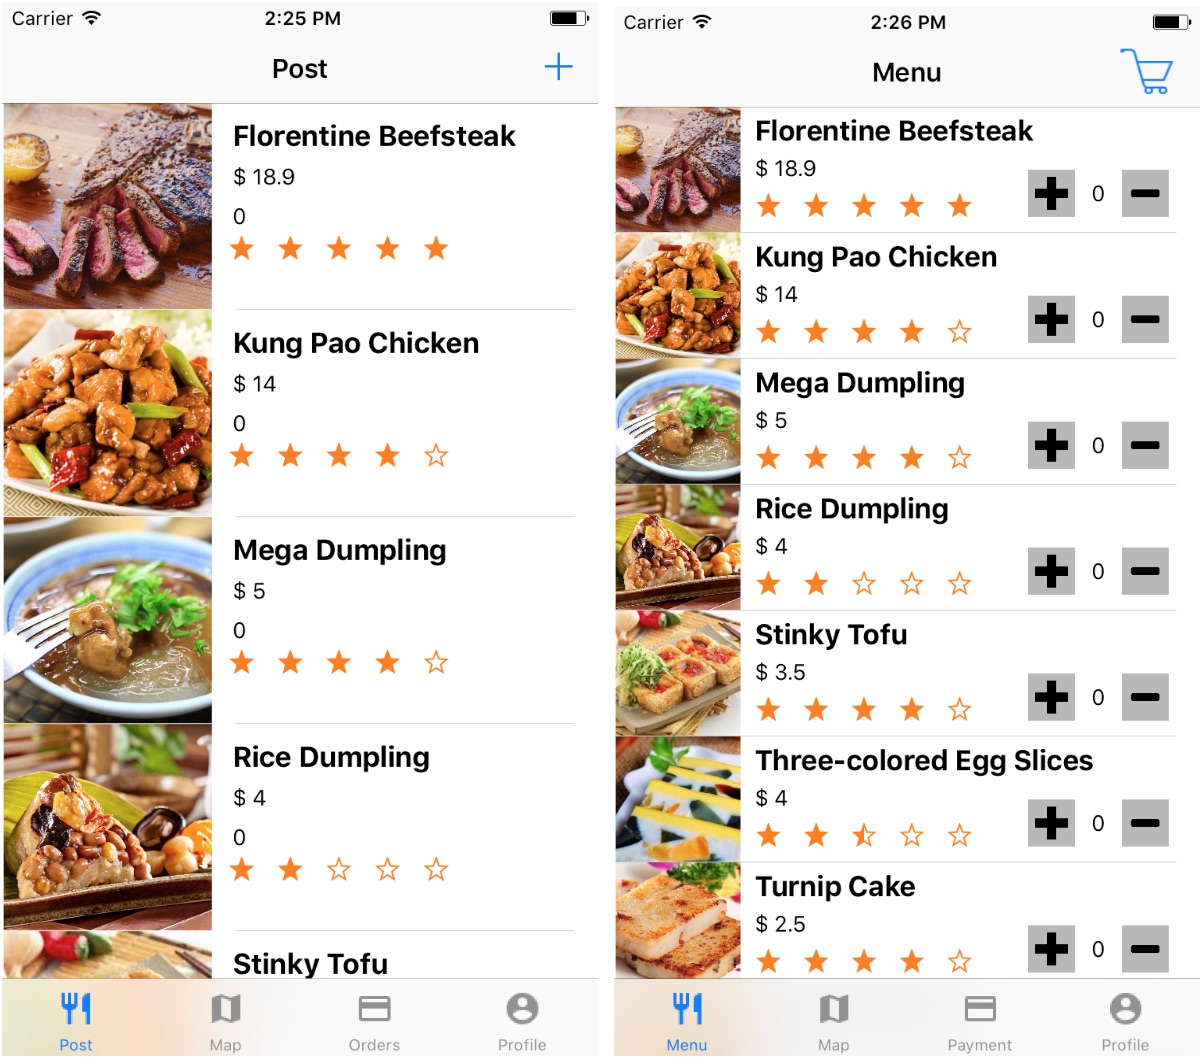 Carrier 2:25 PM
Post
Florentine Beefsteak
$ 18.9
0
Kung Pao Chicken
$ 14
0
Mega Dumpling
$ 5
0
Rice Dumpling
$ 4
0
Stinky Tofu
Post Map Orders Profile
Carrier 2:26 PM
Menu
Florentine Beefsteak
$ 18.9
0
Kung Pao Chicken
$ 14
0
Mega Dumpling
$ 5
0
Rice Dumpling
$ 4
0
Stinky Tofu
$ 3.5
0
Three-colored Egg Slices
$ 4
0
Turnip Cake
$ 2.5
0
Menu Map Payment Profile